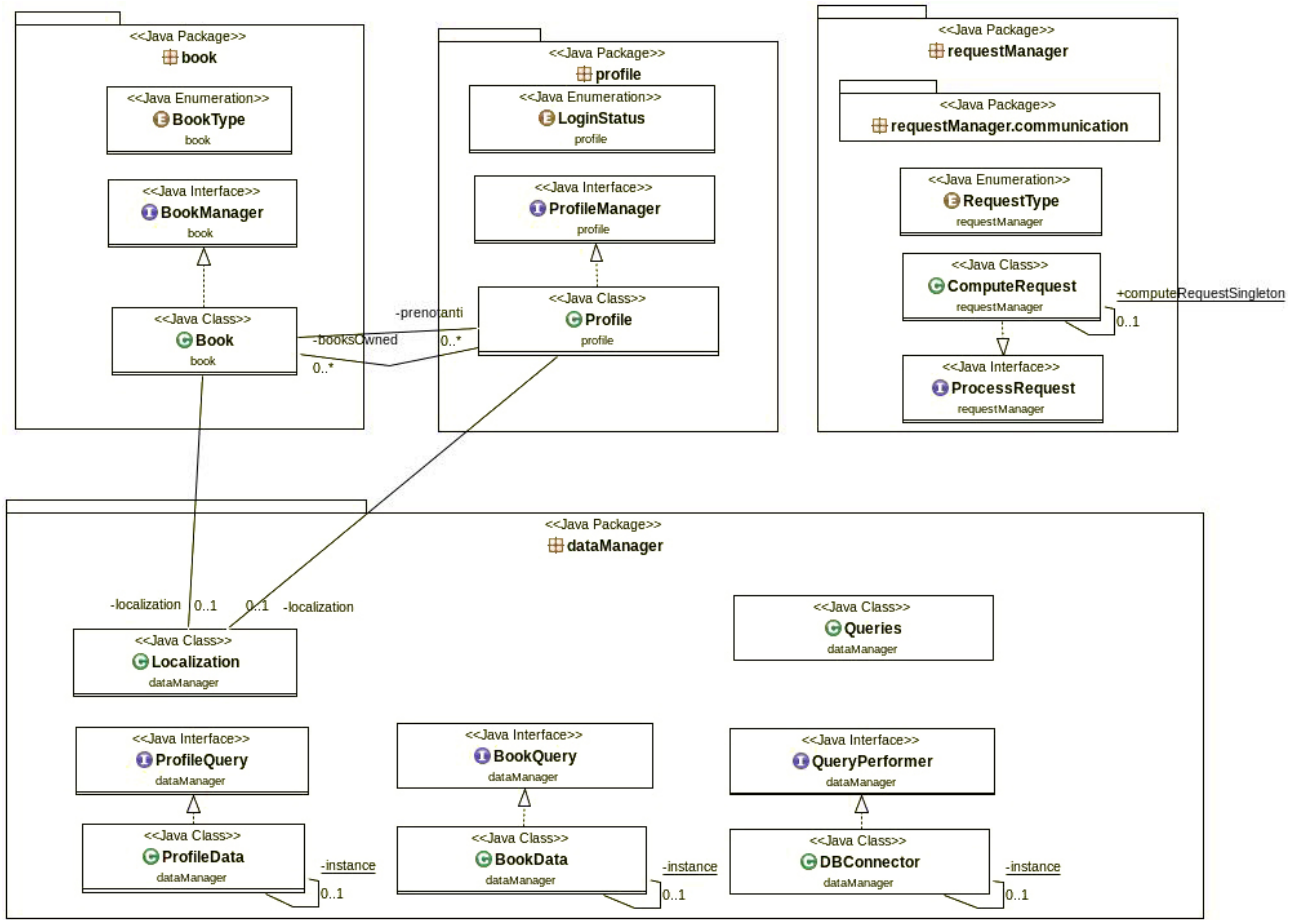 <<Java Package>>
book
<<Java Enumeration>>
BookType
book
<<Java Interface>>
BookManager
book
<<Java Class>>
Book
book
<<Java Package>>
profile
<<Java Enumeration>>
LoginStatus
profile
<<Java Interface>>
ProfileManager
profile
<<Java Class>>
Profile
profile
-prenotanti
0..*
-booksOwned
0..*
<<Java Package>>
requestManager
<<Java Package>>
requestManager.communication
<<Java Enumeration>>
RequestType
requestManager
<<Java Class>>
ComputeRequest
requestManager
+computeRequestSingleton
0..1
<<Java Interface>>
ProcessRequest
requestManager
<<Java Package>>
dataManager
-localization 0..1 0..1 -localization
<<Java Class>>
Localization
dataManager
<<Java Class>>
Queries
dataManager
<<Java Interface>>
ProfileQuery
dataManager
<<Java Interface>>
BookQuery
dataManager
<<Java Interface>>
QueryPerformer
dataManager
<<Java Class>>
ProfileData
dataManager
-instance
0..1
<<Java Class>>
BookData
dataManager
-instance
0..1
<<Java Class>>
DBConnector
dataManager
-instance
0..1